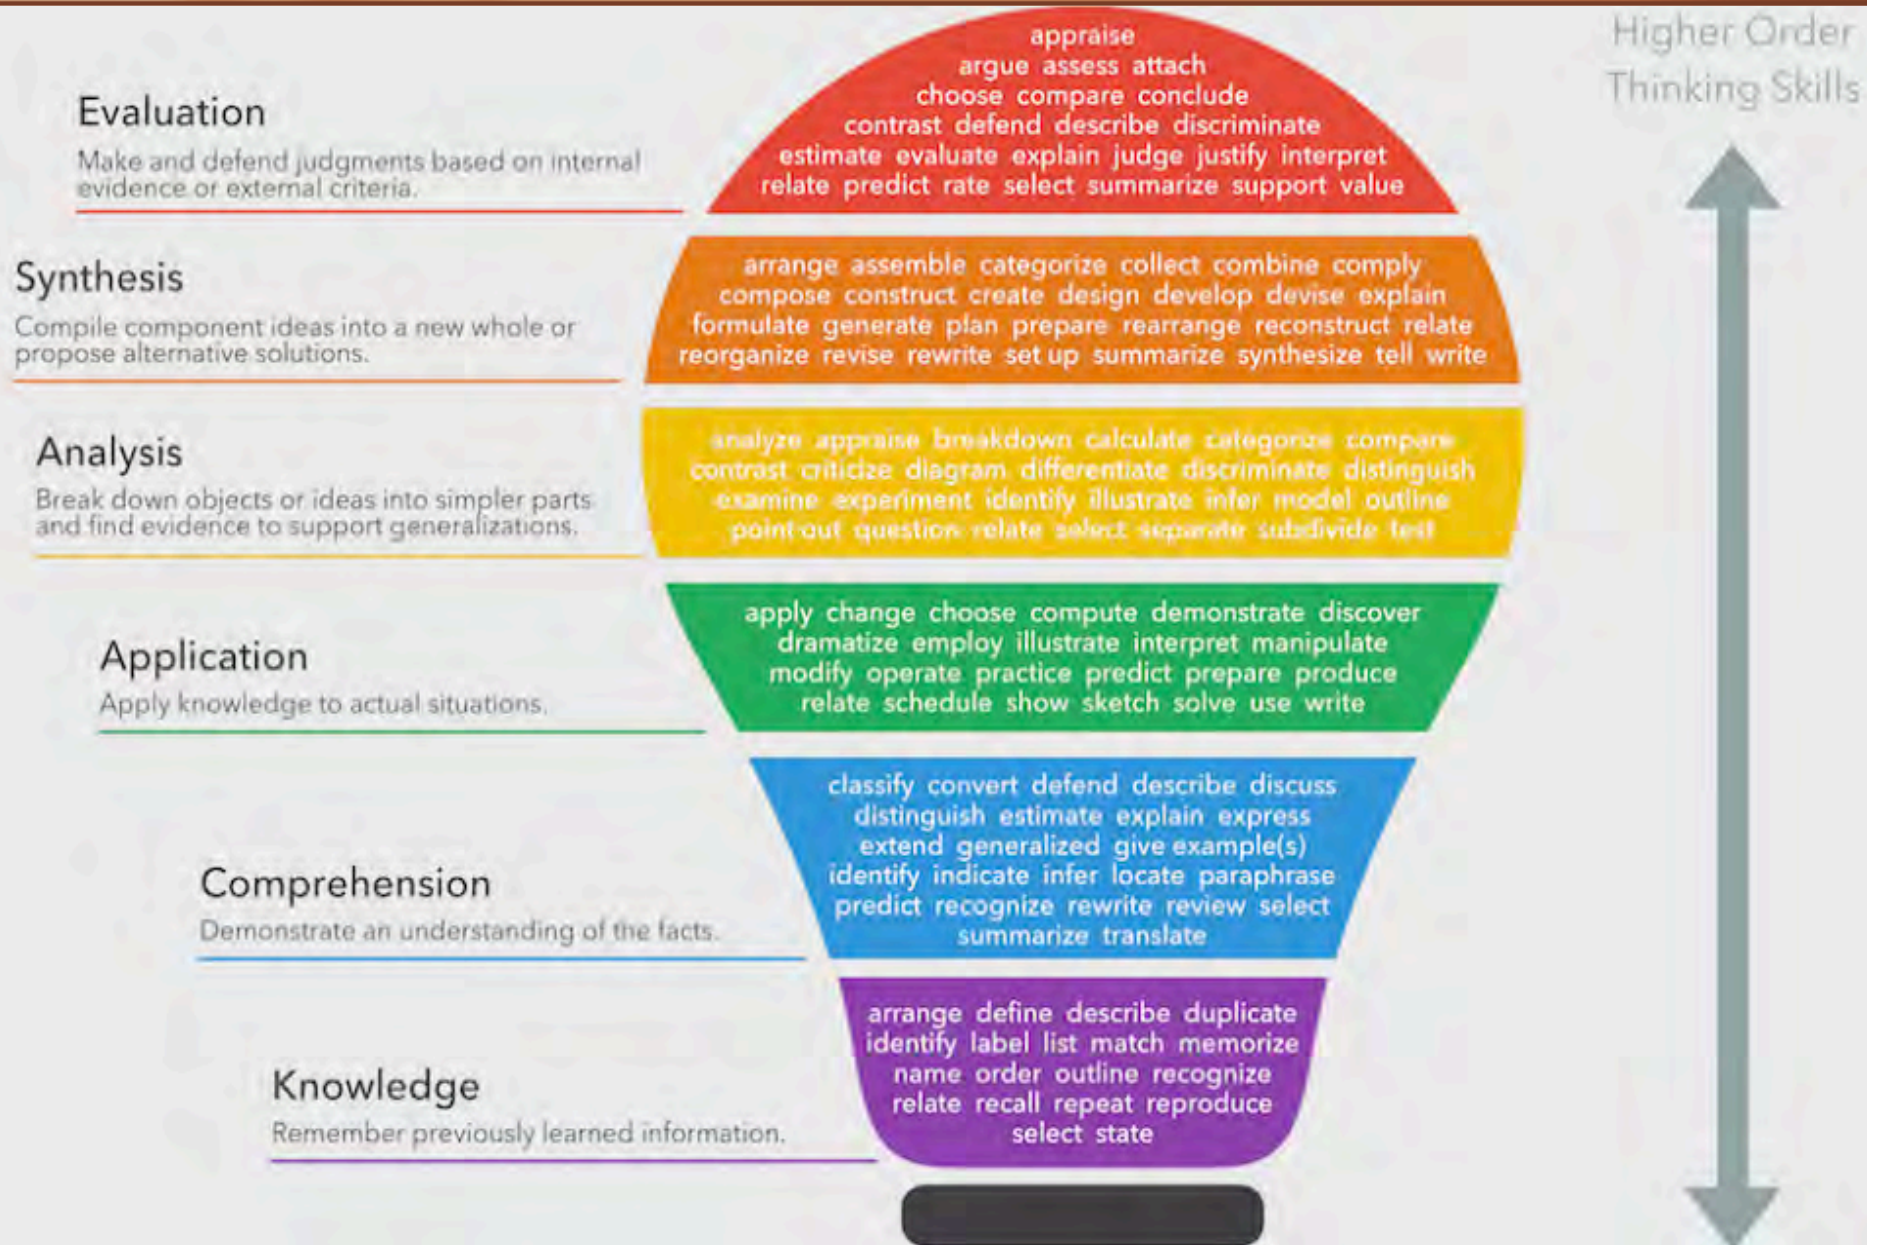 Higher Order
Thinking Skills
Evaluation
Make and defend judgments based on internal
evidence or external criteria.
appraise
argue assess attach
choose compare conclude
contrast defend describe discriminate
estimate evaluate explain judge justify interpret
relate predict rate select summarize support value
Synthesis
Compile component ideas into a new whole or
propose alternative solutions.
arrange assemble categorize collect combine comply
compose construct create design develop devise explain
formulate generate plan prepare rearrange reconstruct relate
reorganize revise rewrite set up summarize synthesize tell write
Analysis
Break down objects or ideas into simpler parts
and find evidence to support generalizations.
analyze appraise breakdown calculate categorize compare
contrast criticize diagram differentiate discriminate distinguish
examine experiment identify illustrate infer model outline
point out question relate select separate subdivide test
Application
Apply knowledge to actual situations.
apply change choose compute demonstrate discover
dramatize employ illustrate interpret manipulate
modify operate practice predict prepare produce
relate schedule show sketch solve use write
Comprehension
Demonstrate an understanding of the facts.
classify convert defend describe discuss
distinguish estimate explain express
extend generalized give example(s)
identify indicate infer locate paraphrase
predict recognize rewrite review select
summarize translate
Knowledge
Remember previously learned information.
arrange define describe duplicate
identify label list match memorize
name order outline recognize
relate recall repeat reproduce
select state